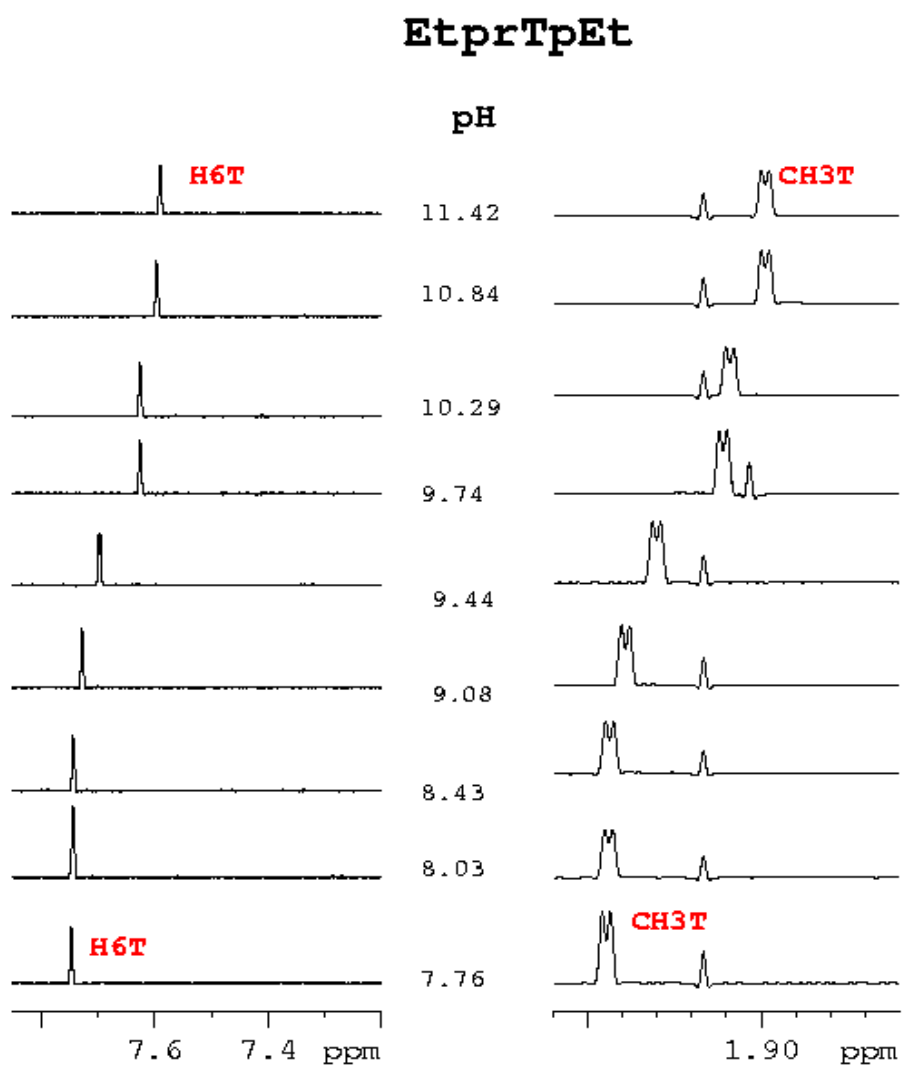 EtprTpEt
pH
H6T
CH3T
11.42
10.84
10.29
9.74
9.44
9.08
8.43
8.03
H6T
CH3T
7.76
7.6 7.4 ppm
1.90 ppm